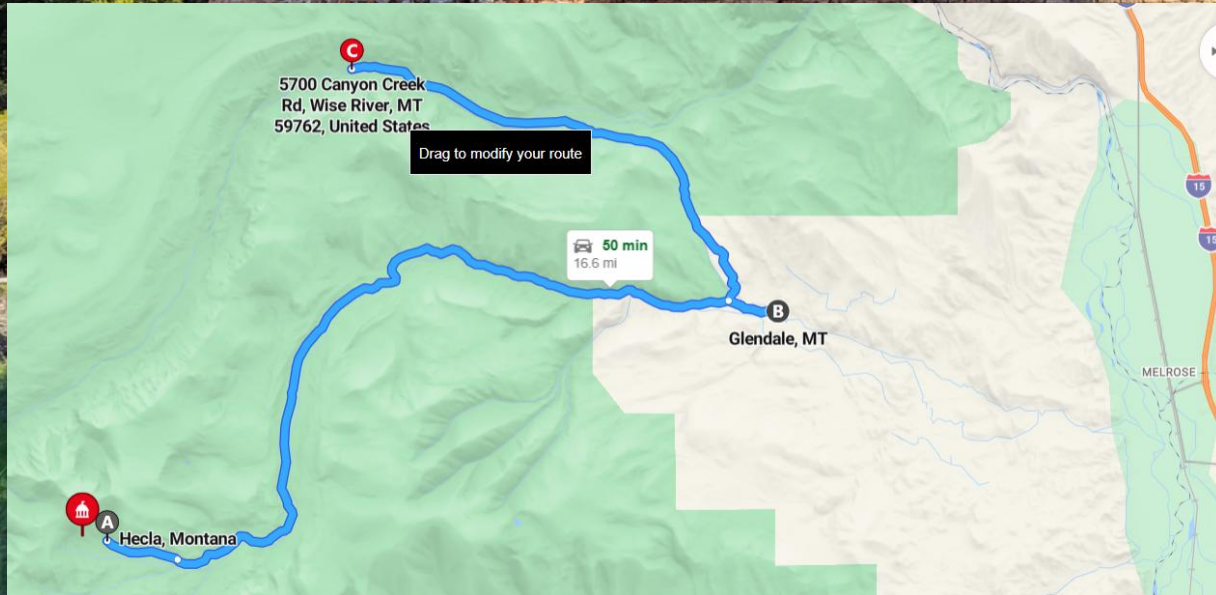 C
5700 Canyon Creek
Rd, Wise River, MT
59762, United States
Drag to modify your route
15
15
50 min
16.6 mi
B
Glendale, MT
MELROSE
A
Hecla, Montana